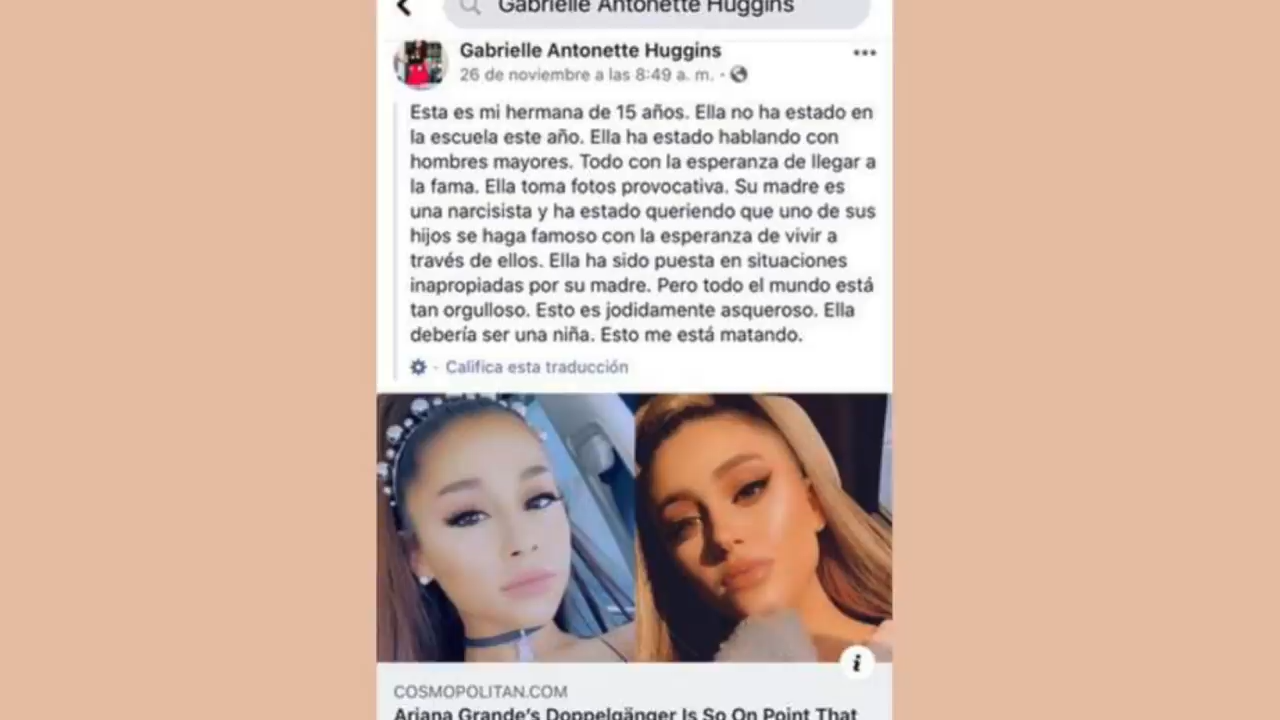 Gabrielle Antonette Huggins
Gabrielle Antonette Huggins
26 de noviembre a las 8:49 a. m.
Esta es mi hermana de 15 años. Ella no ha estado en
la escuela este año. Ella ha estado hablando con
hombres mayores. Todo con la esperanza de llegar a
la fama. Ella toma fotos provocativa. Su madre es
una narcisista y ha estado queriendo que uno de sus
hijos se haga famoso con la esperanza de vivir a
través de ellos. Ella ha sido puesta en situaciones
inapropiadas por su madre. Pero todo el mundo está
tan orgulloso. Esto es jodidamente asqueroso. Ella
debería ser una niña. Esto me está matando.
Califica esta traducción
COSMOPOLITAN.COM
Ariana Grande's Doppelgänger Is So On Point That